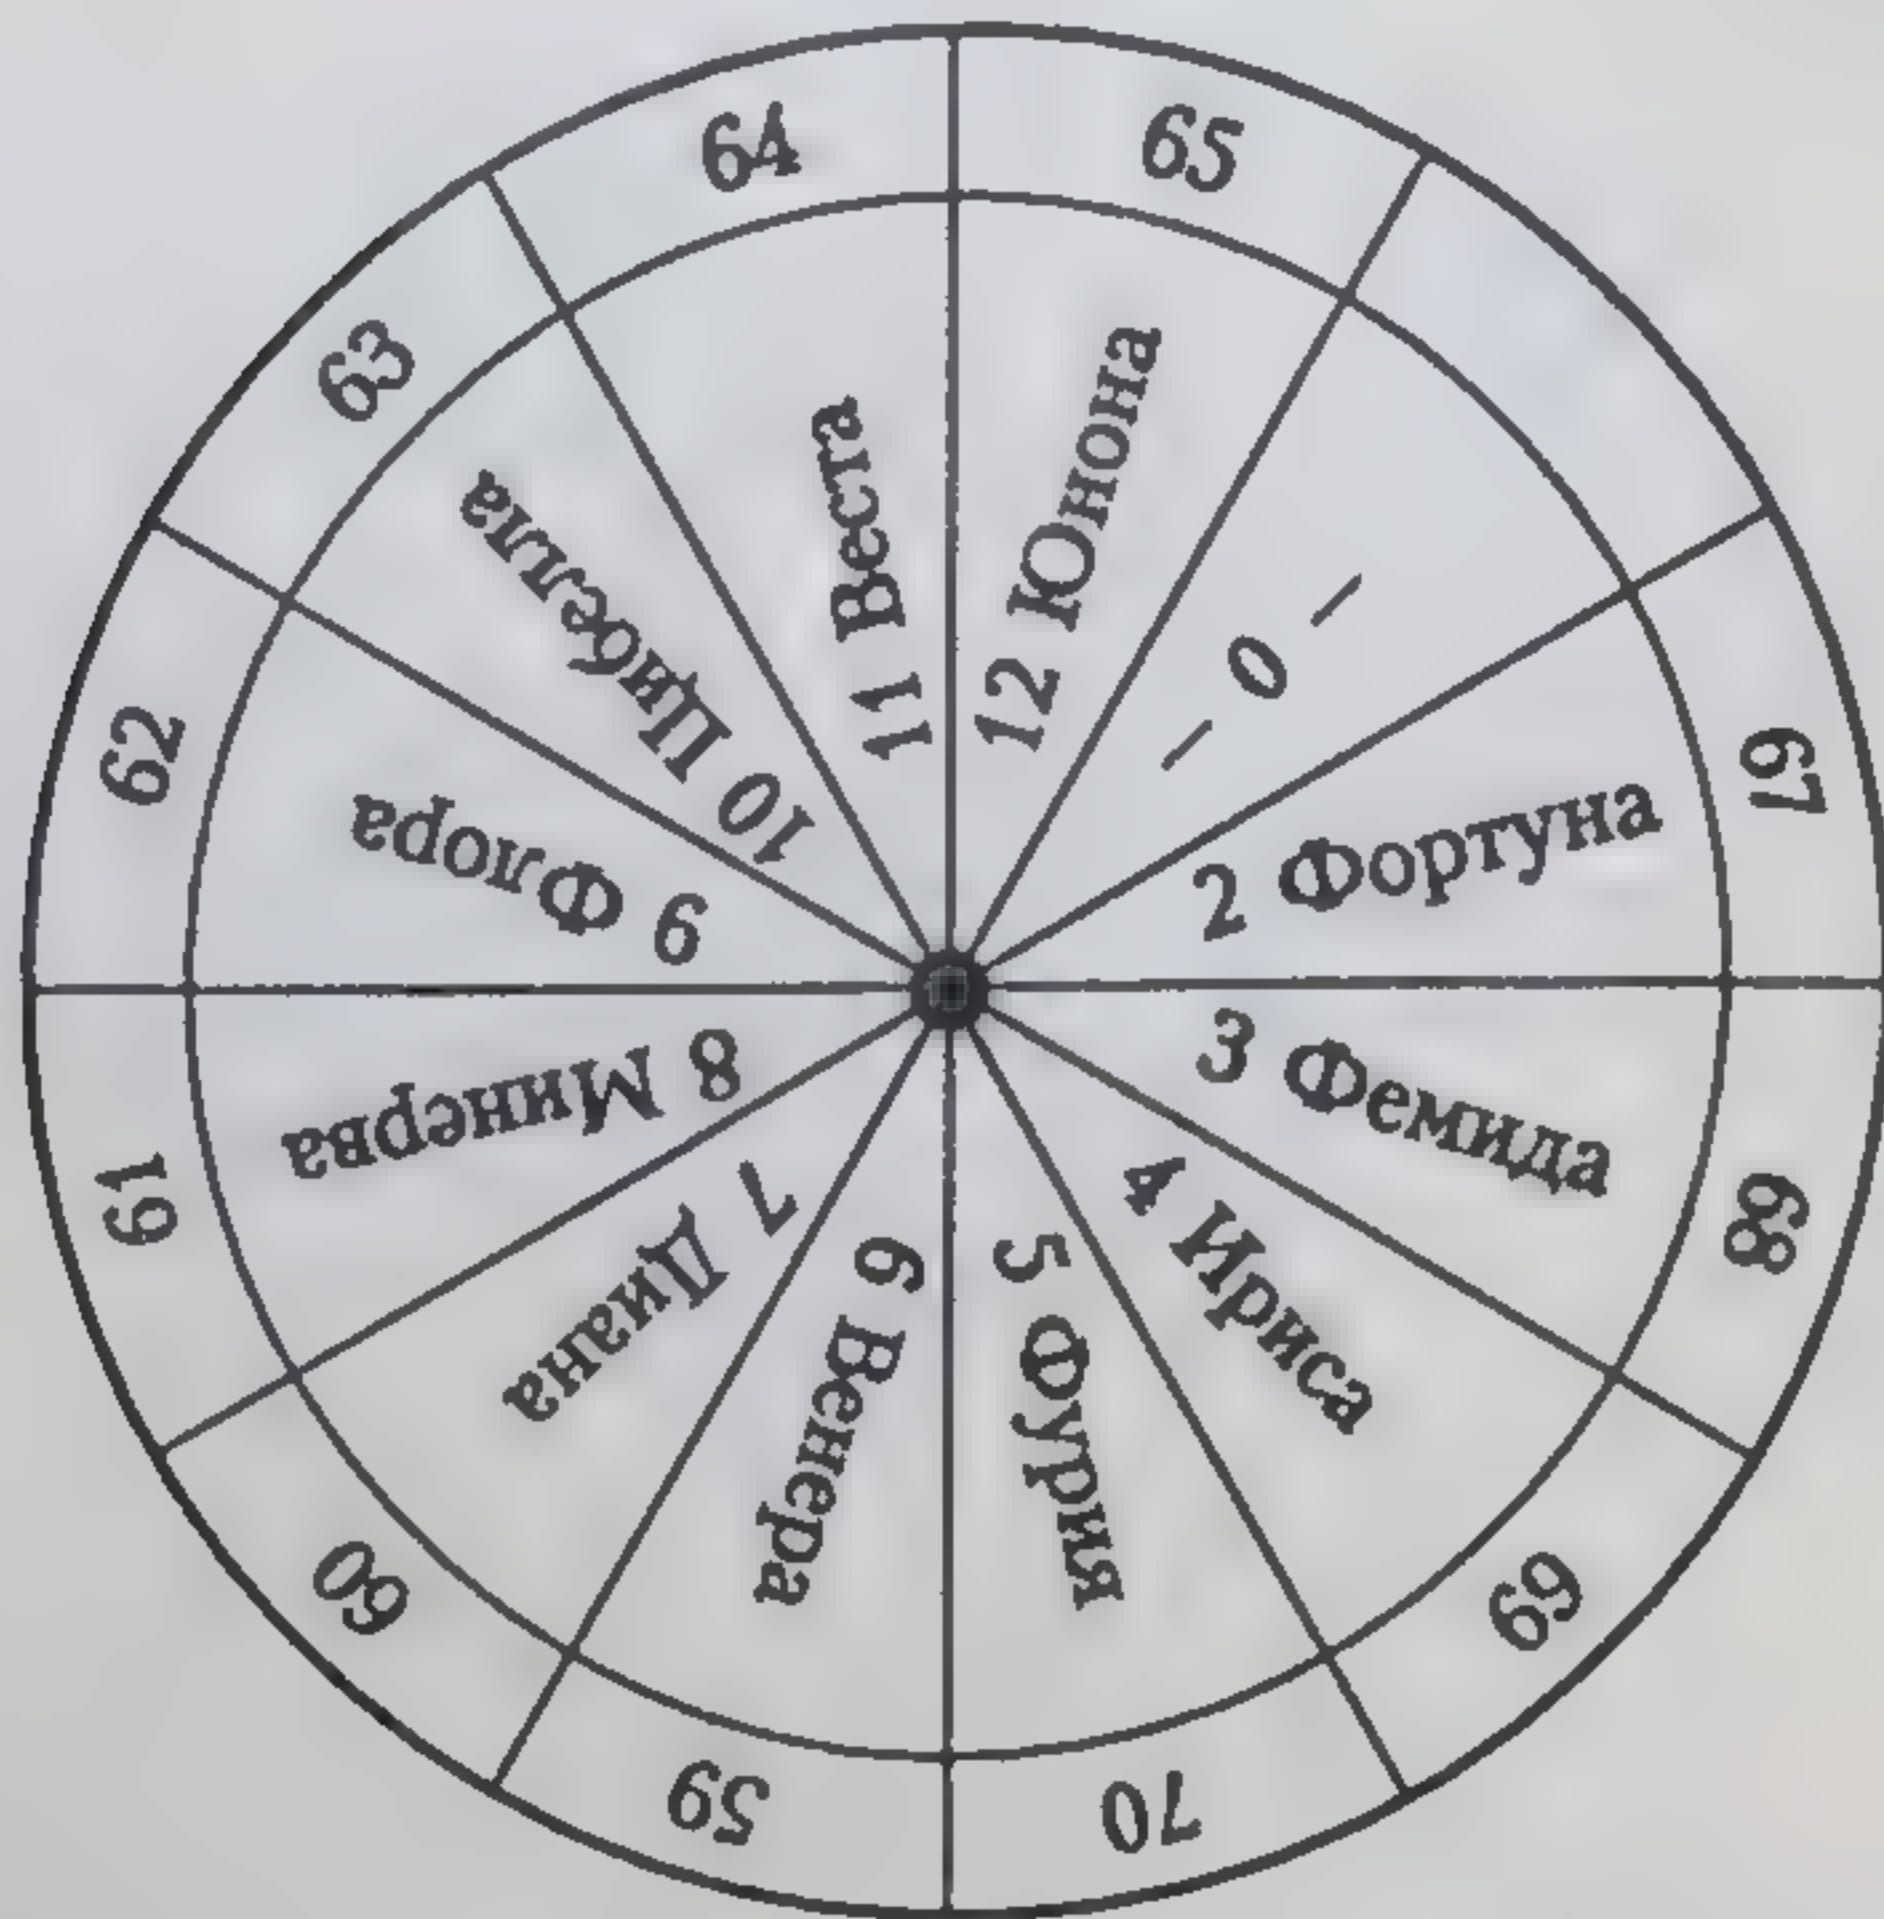 64
65
67
68
69
70
59
60
61
62
63
- 0 -
2 Фортуна
3 Фемида
4 Ириса
5 Фурия
6 Венера
7 Диана
8 Минерва
9 Флора
10 Цибелла
11 Веста
12 Юнона